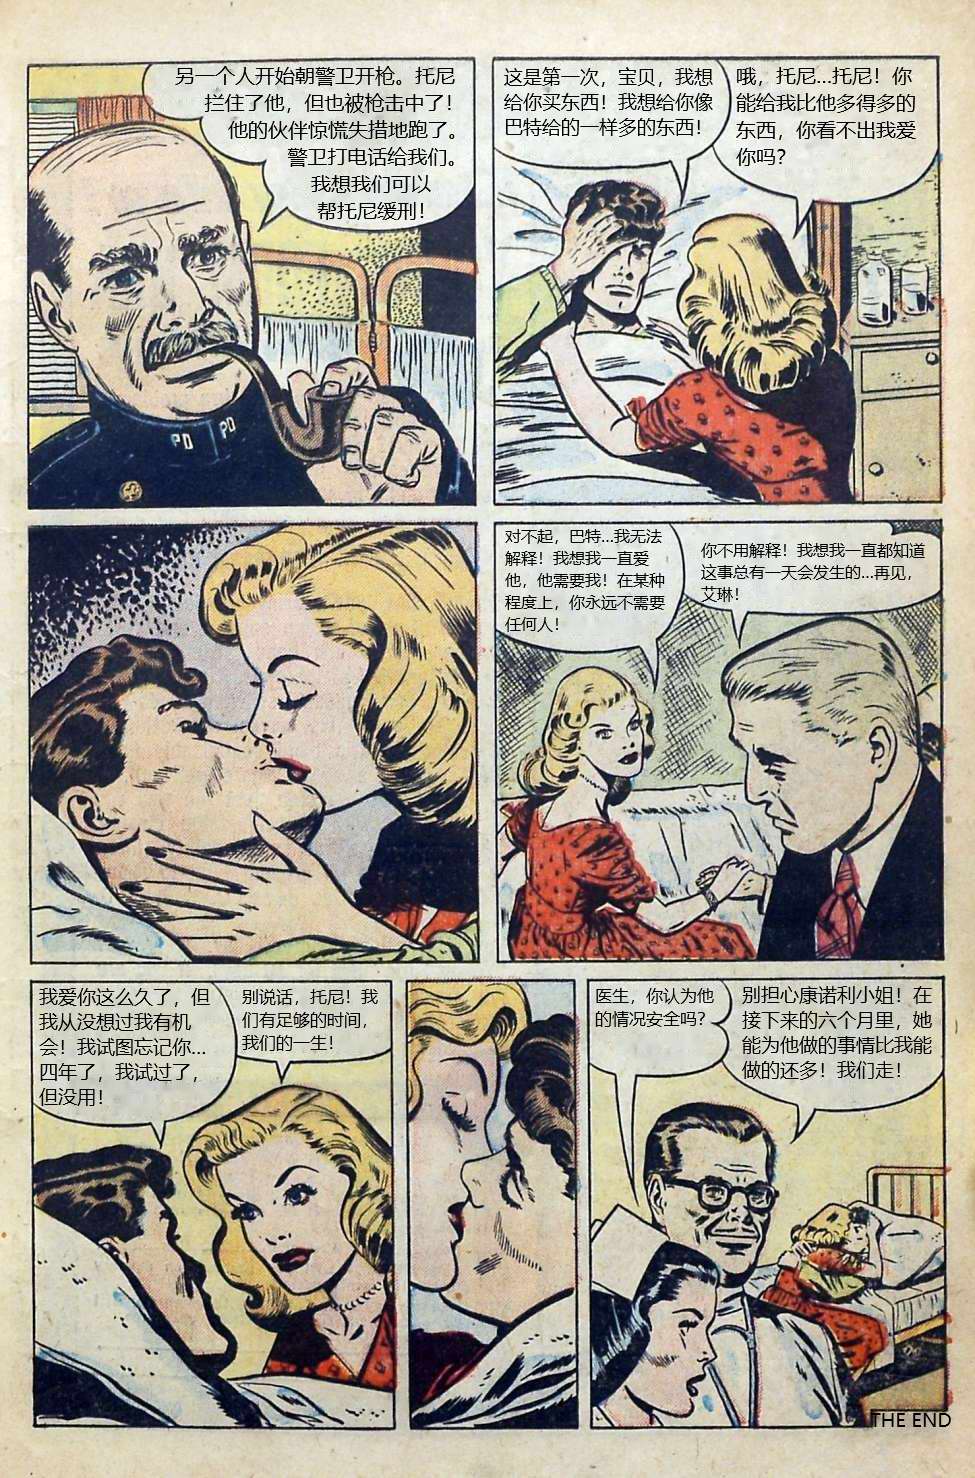 另一个人开始朝警卫开枪。托尼
拦住了他，但也被枪击中了！
他的伙伴惊慌失措地跑了。
警卫打电话给我们。
我想我们可以
帮托尼缓刑！
PD PD
这是第一次，宝贝，我想
给你买东西！我想给你像
巴特给的一样多的东西！
哦，托尼...托尼！你
能给我比他多得多的
东西，你看不出我爱
你吗？
对不起，巴特...我无法
解释！我想我一直爱
他，他需要我！在某种
程度上，你永远不需要
任何人！
你不用解释！我想我一直都知道
这事总有一天会发生的...再见，
艾琳！
我爱你这么久了，但
我从没想过我有机
会！我试图忘记你...
四年了，我试过了，
但没用！
别说话，托尼！我
们有足够的时间，
我们的一生！
医生，你认为他
的情况安全吗？
别担心康诺利小姐！在
接下来的六个月里，她
能为他做的事情比我能
做的还多！我们走！
THE END